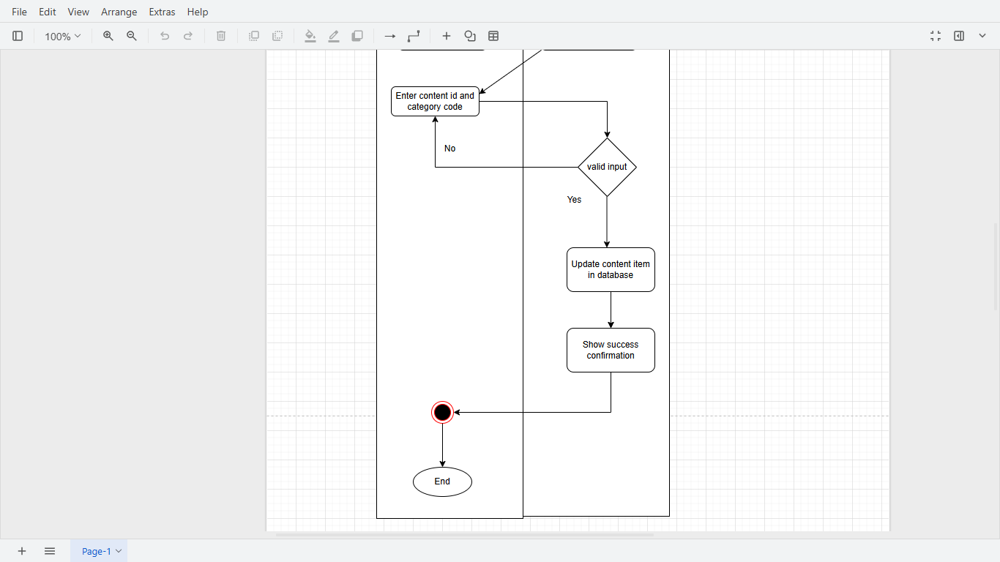 File Edit View Arrange Extras Help
100%
Enter content id and
category code
No
valid input
Yes
Update content item
in database
Show success
confirmation
End
Page-1